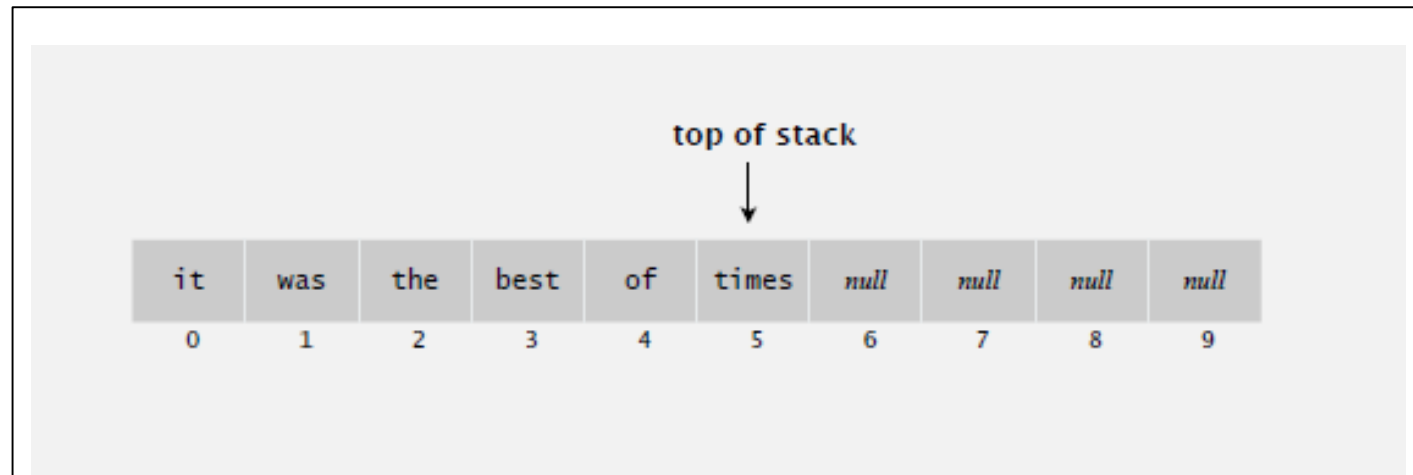 top of stack
it was the best of times null null null null
0 1 2 3 4 5 6 7 8 9